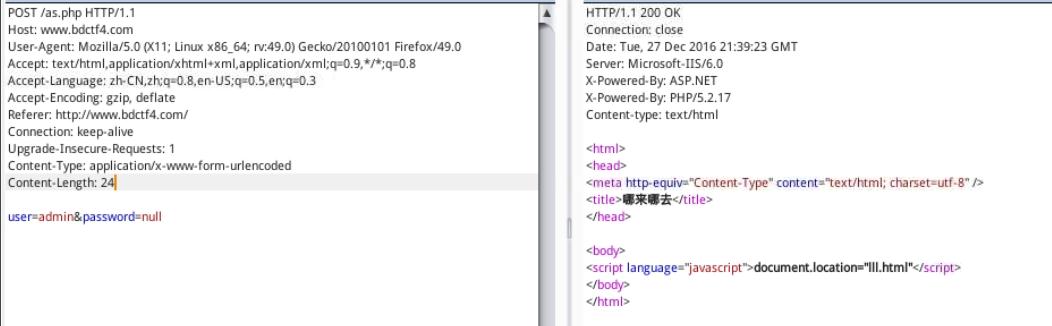 POST /as.php HTTP/1.1
Host: www.bdctf4.com
User-Agent: Mozilla/5.0 (X11; Linux x86_64; rv:49.0) Gecko/20100101 Firefox/49.0
Accept: text/html,application/xhtml+xml,application/xml;q=0.9,*/*;q=0.8
Accept-Language: zh-CN,zh;q=0.8,en-US;q=0.5,en;q=0.3
Accept-Encoding: gzip, deflate
Referer: http://www.bdctf4.com/
Connection: keep-alive
Upgrade-Insecure-Requests: 1
Content-Type: application/x-www-form-urlencoded
Content-Length: 24
user=admin&password=null
HTTP/1.1 200 OK
Connection: close
Date: Tue, 27 Dec 2016 21:39:23 GMT
Server: Microsoft-IIS/6.0
X-Powered-By: ASP.NET
X-Powered-By: PHP/5.2.17
Content-type: text/html
<html>
<head>
<meta http-equiv="Content-Type" content="text/html; charset=utf-8" />
<title>哪来哪去</title>
</head>
<body>
<script language="javascript">document.location="lll.html"</script>
</body>
</html>